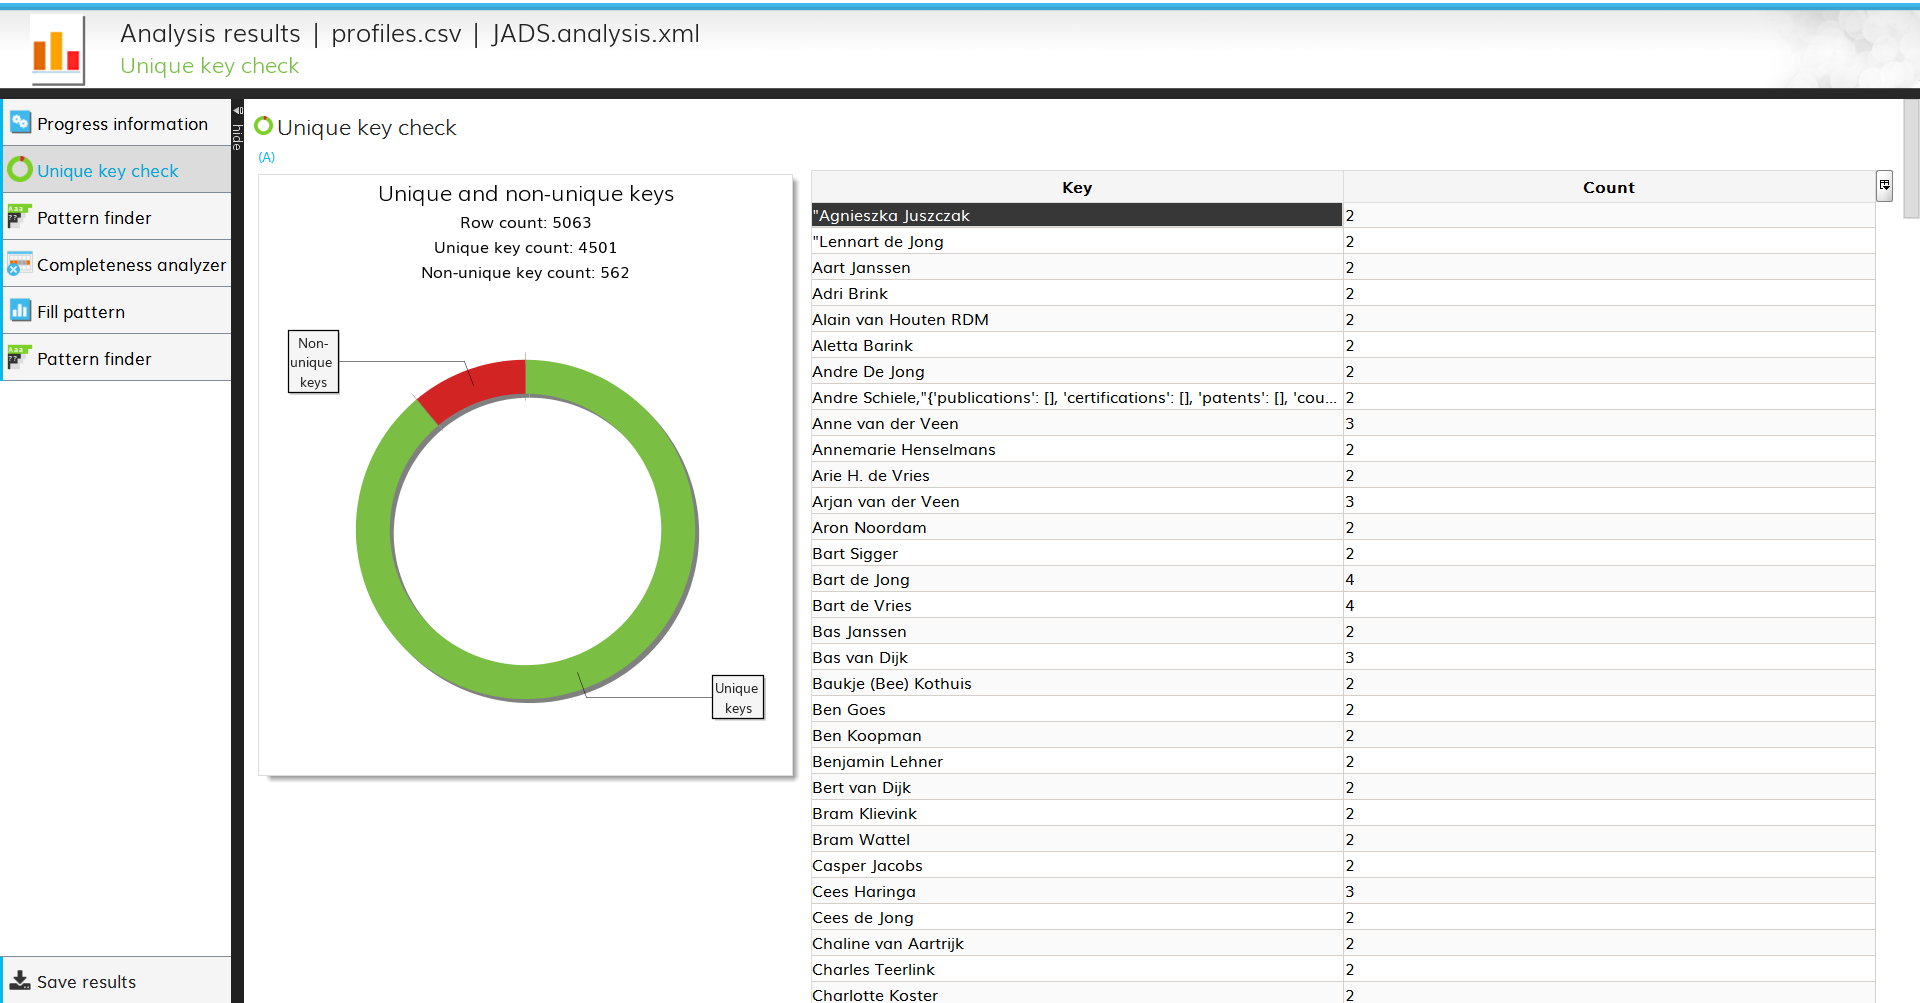 Analysis results | profiles.csv | JADS.analysis.xml
Unique key check
Progress information
Unique key check
Pattern finder
Completeness analyzer
Fill pattern
Pattern finder
Save results
hide
Unique key check
(A)
Unique and non-unique keys
Row count: 5063
Unique key count: 4501
Non-unique key count: 562
Non-
unique
keys
Unique
keys
Key Count
"Agnieszka Juszczak 2
"Lennart de Jong 2
Aart Janssen 2
Adri Brink 2
Alain van Houten RDM 2
Aletta Barink 2
Andre De Jong 2
Andre Schiele,"{'publications': [], 'certifications': [], 'patents': [], 'cou... 2
Anne van der Veen 3
Annemarie Henselmans 2
Arie H. de Vries 2
Arjan van der Veen 3
Aron Noordam 2
Bart Sigger 2
Bart de Jong 4
Bart de Vries 4
Bas Janssen 2
Bas van Dijk 3
Baukje (Bee) Kothuis 2
Ben Goes 2
Ben Koopman 2
Benjamin Lehner 2
Bert van Dijk 2
Bram Klievink 2
Bram Wattel 2
Casper Jacobs 2
Cees Haringa 3
Cees de Jong 2
Chaline van Aartrijk 2
Charles Teerlink 2
Charlotte Koster 2